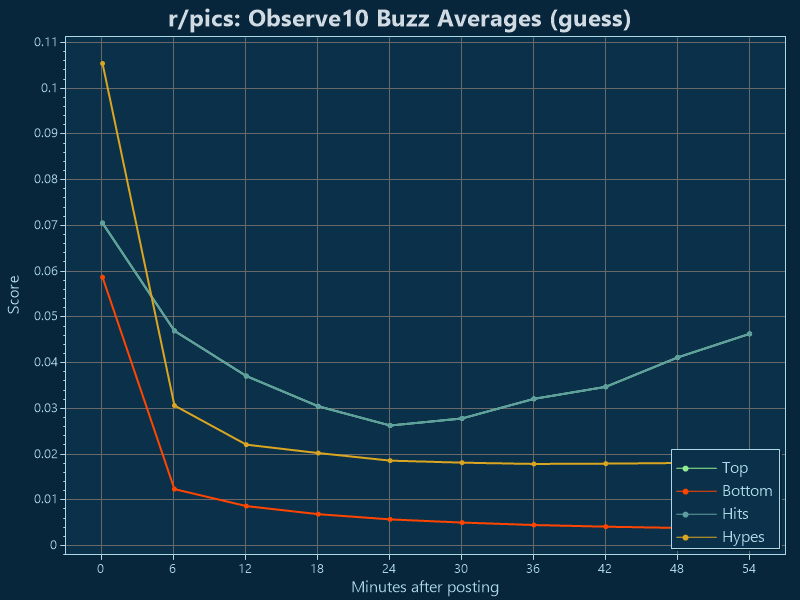 r/pics: Observe10 Buzz Averages (guess)
0.11
0.1
0.09
0.08
0.07
0.06
0.05
0.04
0.03
0.02
0.01
0
Score
Top
Bottom
Hits
Hypes
0 6 12 18 24 30 36 42 48 54
Minutes after posting